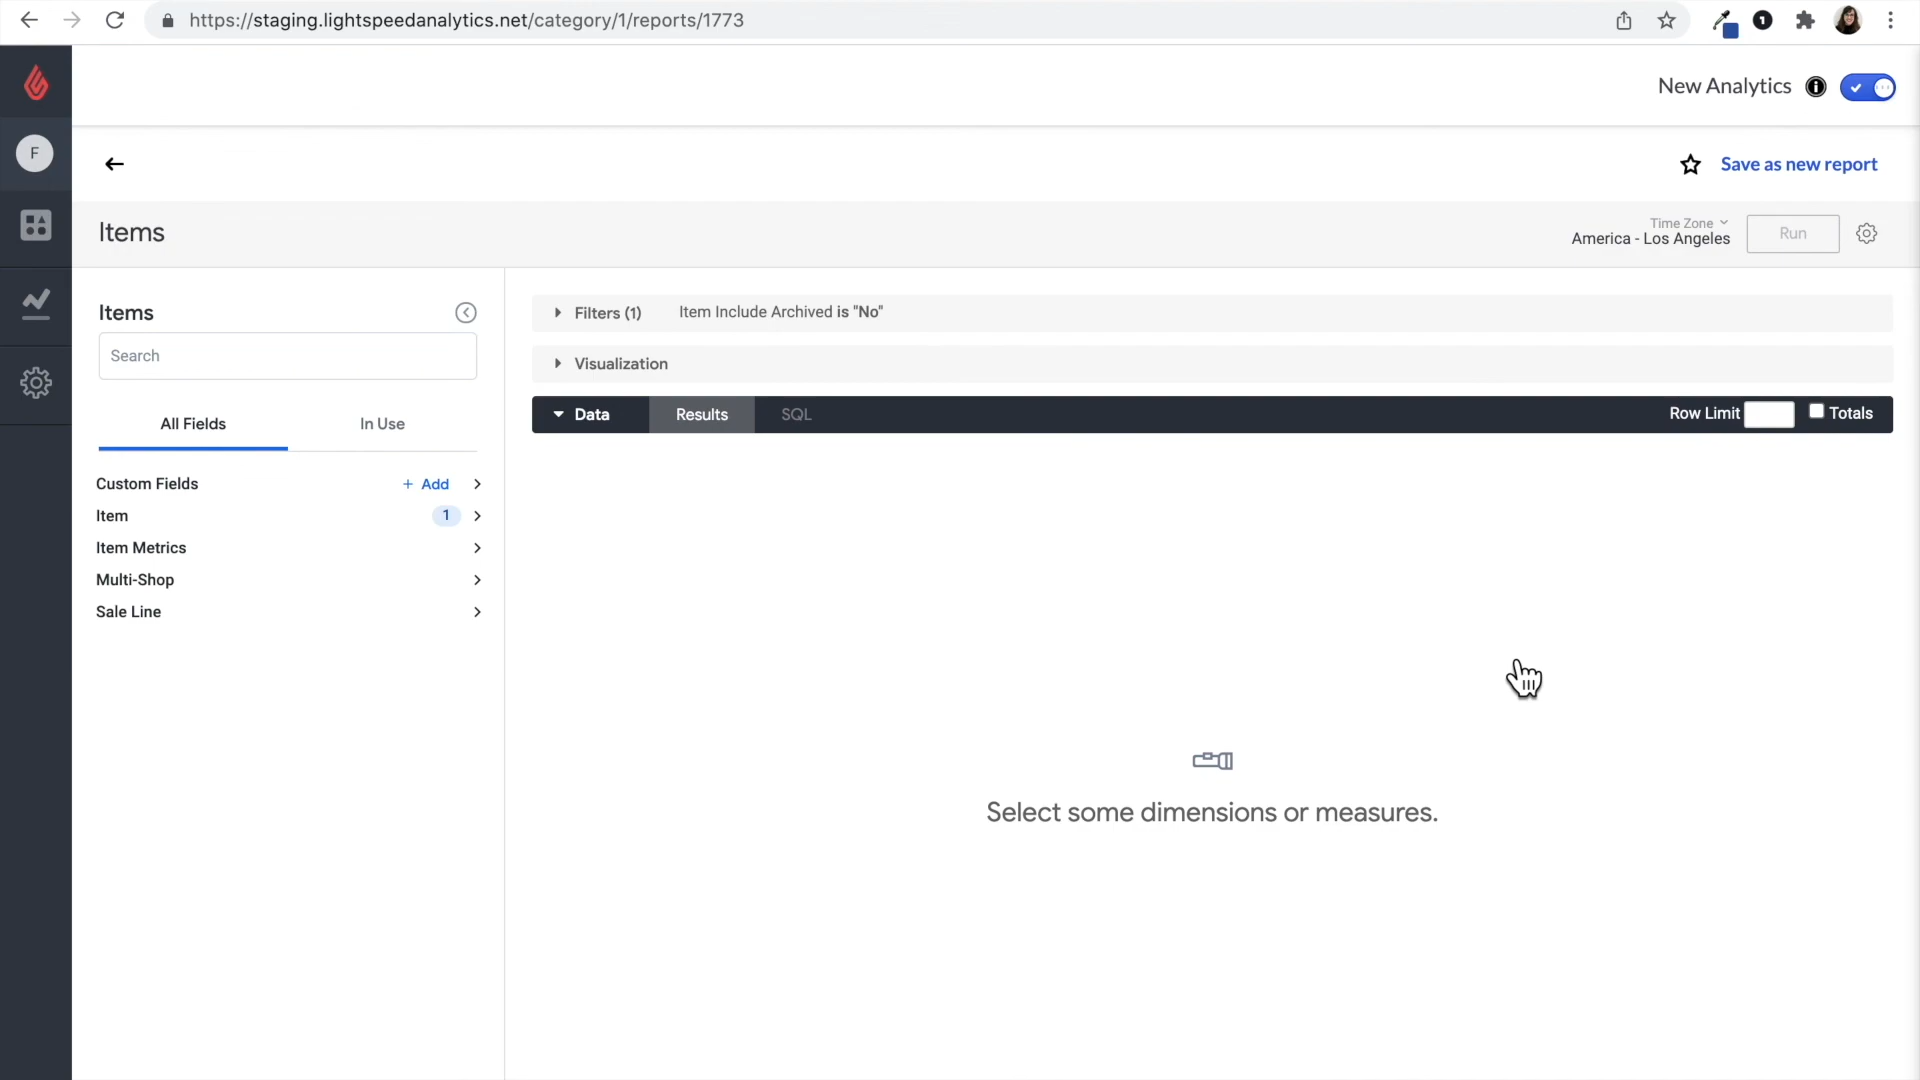 https://staging.lightspeedanalytics.net/category/1/reports/1773
1
New Analytics
F
Save as new report
Items
Time Zone
America - Los Angeles
Run
Items
Search
All Fields
In Use
Custom Fields
+ Add
Item
1
Item Metrics
Multi-Shop
Sale Line
Filters (1)
Item Include Archived is "No"
Visualization
Data
Results
SQL
Row Limit
Totals
Select some dimensions or measures.